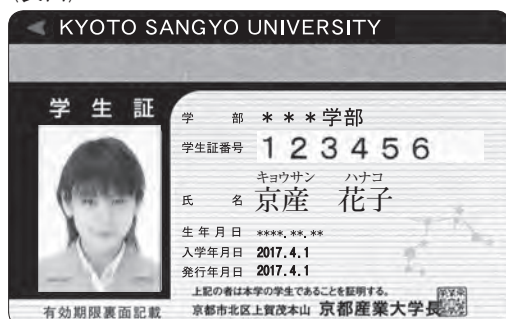 KYOTO SANGYO UNIVERSITY
学生証
学部 ***学部
学生証番号 123456
キョウサン ハナコ
氏名 京産 花子
生年月日 ****.**.**
入学年月日 2017.4.1
発行年月日 2017.4.1
上記の者は本学の学生であることを証明する。
京都市北区上賀茂本山 京都産業大学長
有効期限裏面記載